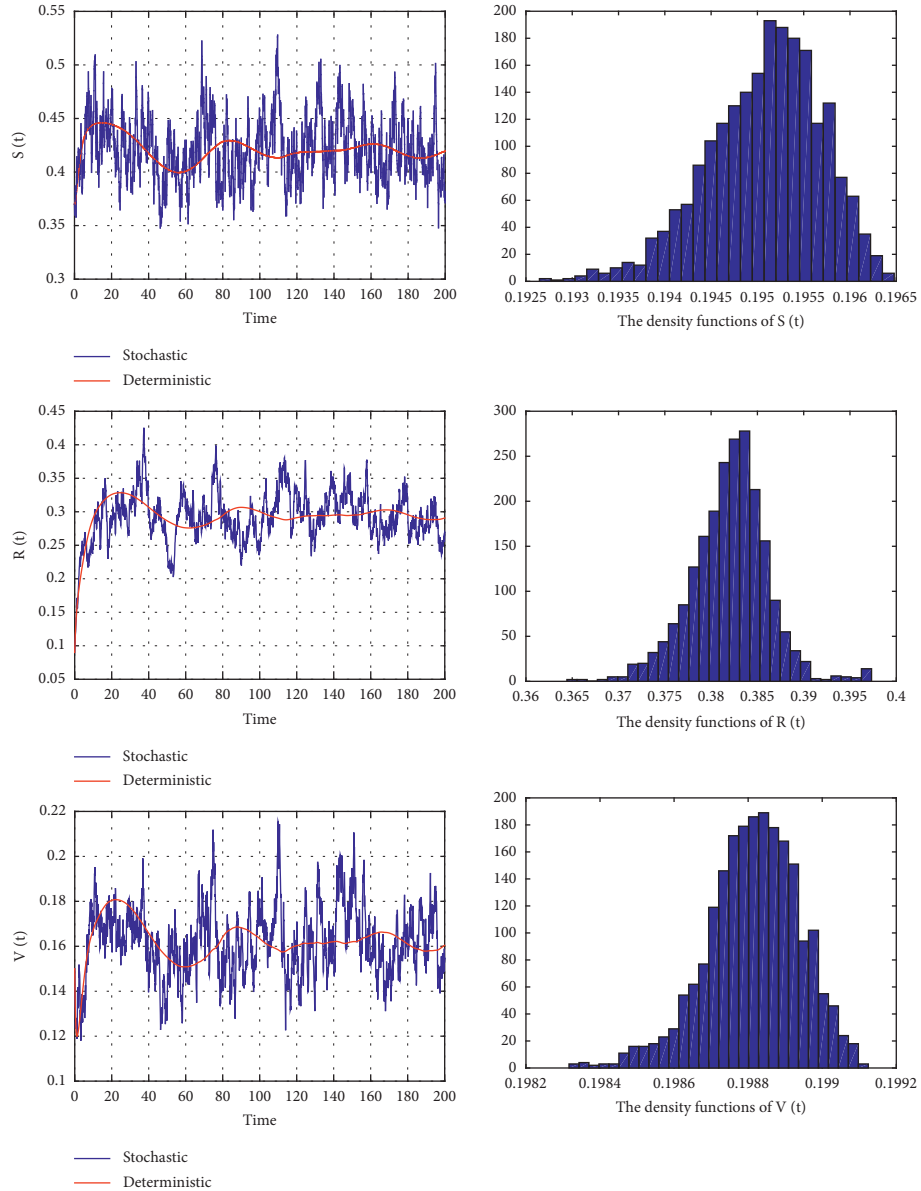 0.55
0.5
0.45
0.4
0.35
0.3
S (t)
0 20 40 60 80 100 120 140 160 180 200
Time
Stochastic
Deterministic
200
180
160
140
120
100
80
60
40
20
0
0.1925 0.193 0.1935 0.194 0.1945 0.195 0.1955 0.196 0.1965
The density functions of S (t)
0.45
0.4
0.35
0.3
0.25
0.2
0.1
0.05
R (t)
0 20 40 60 80 100 120 140 160 180 200
Time
Stochastic
Deterministic
300
250
200
150
100
50
0
0.36 0.365 0.37 0.375 0.38 0.385 0.39 0.395 0.4
The density functions of R (t)
0.22
0.2
0.18
0.16
0.14
0.12
0.1
V (t)
0 20 40 60 80 100 120 140 160 180 200
Time
Stochastic
Deterministic
200
180
160
140
120
100
80
60
40
20
0
0.1982 0.1984 0.1986 0.1988 0.199 0.1992
The density functions of V (t)